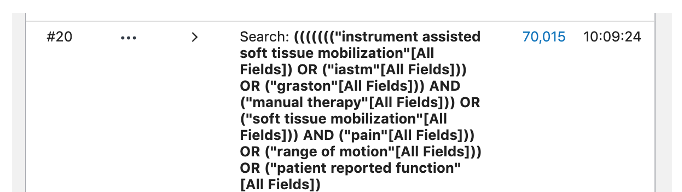 #20 ... > Search: ((((((("instrument assisted 70,015 10:09:24
soft tissue mobilization"[All
Fields]) OR ("iastm"[All Fields]))
OR ("graston"[All Fields])) AND
("manual therapy"[All Fields])) OR
("soft tissue mobilization"[All
Fields])) AND ("pain"[All Fields]))
OR ("range of motion"[All Fields]))
OR ("patient reported function"
[All Fields])